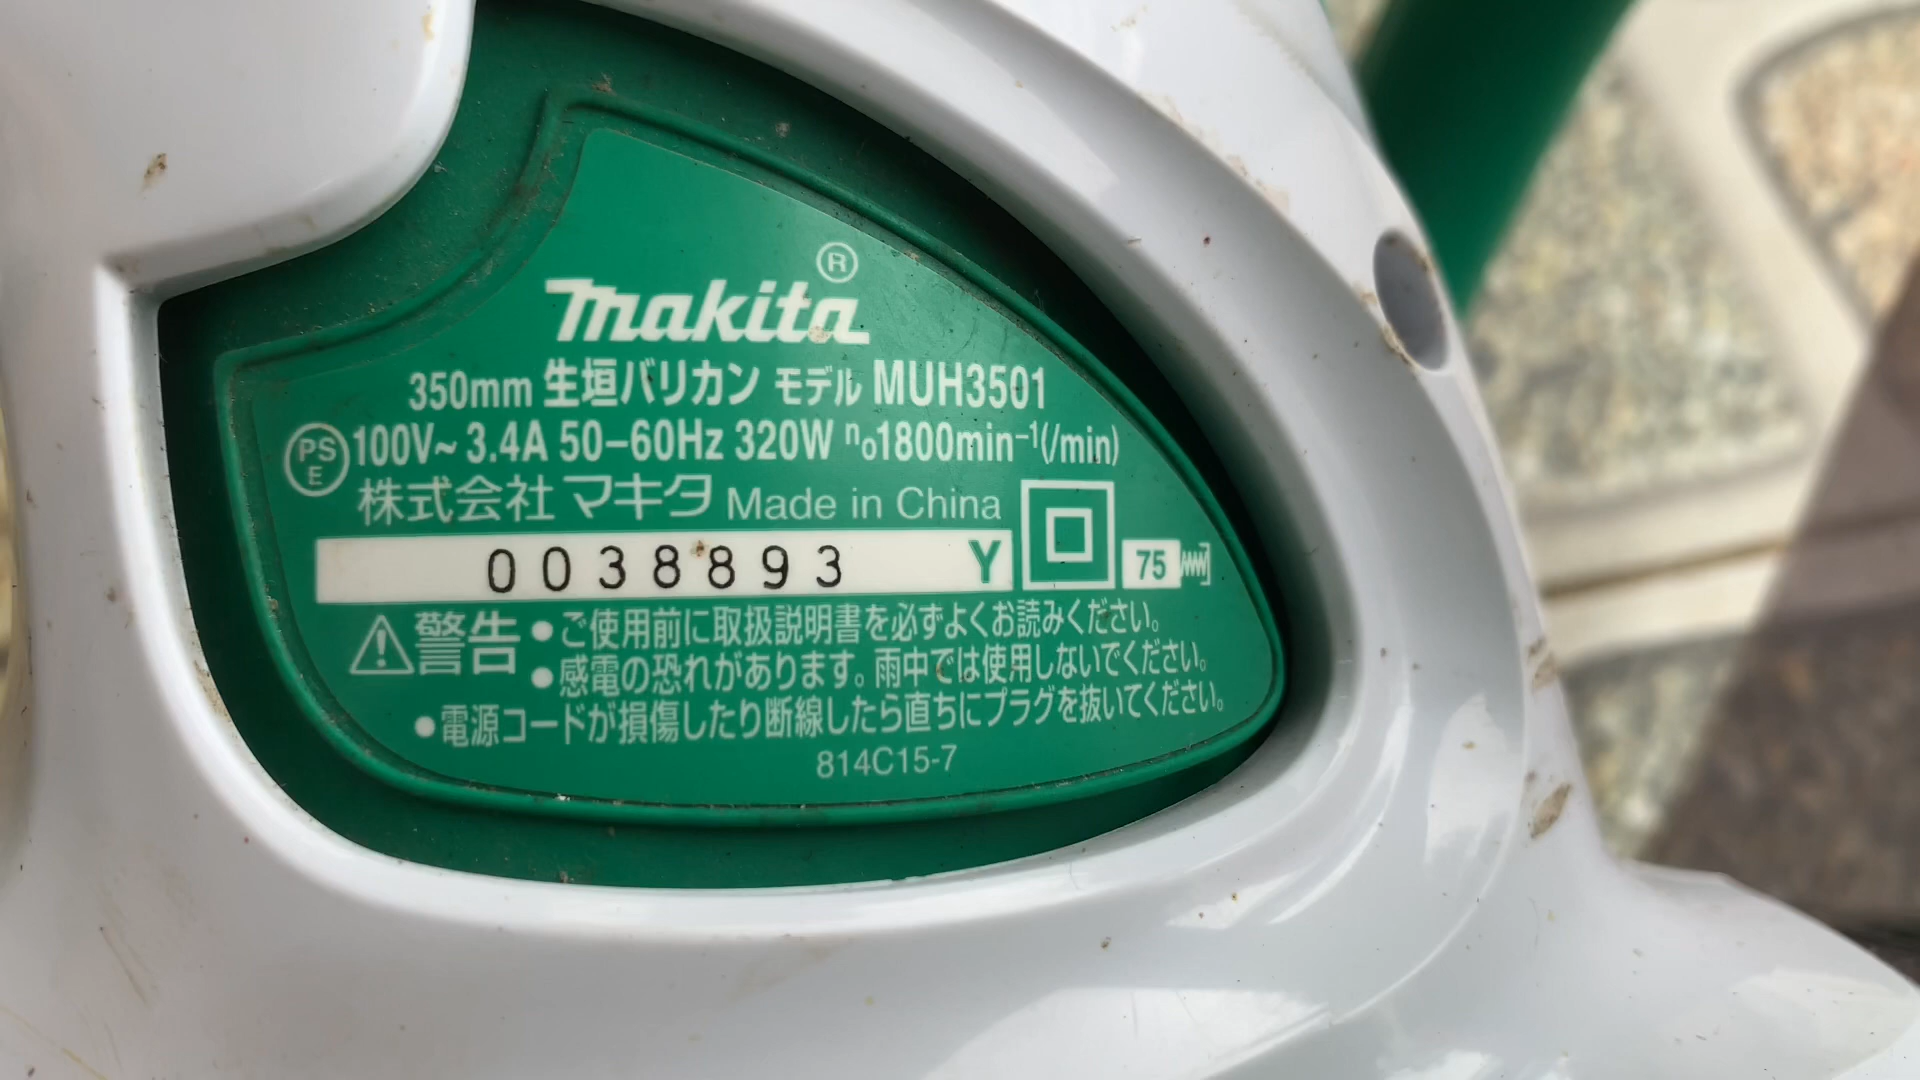 makita®
350mm 生垣バリカン モデル MUH3501
PSE 100V~ 3.4A 50-60Hz 320W n₀1800min⁻¹(/min)
株式会社 マキタ Made in China
0038893 Y 75
警告 ●ご使用前に取扱説明書を必ずよくお読みください。
●感電の恐れがあります。雨中では使用しないでください。
●電源コードが損傷したり断線したら直ちにプラグを抜いてください。
814C15-7